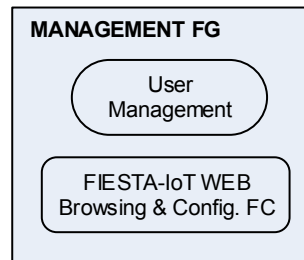 MANAGEMENT FG
User
Management
FIESTA-IoT WEB
Browsing & Config. FC